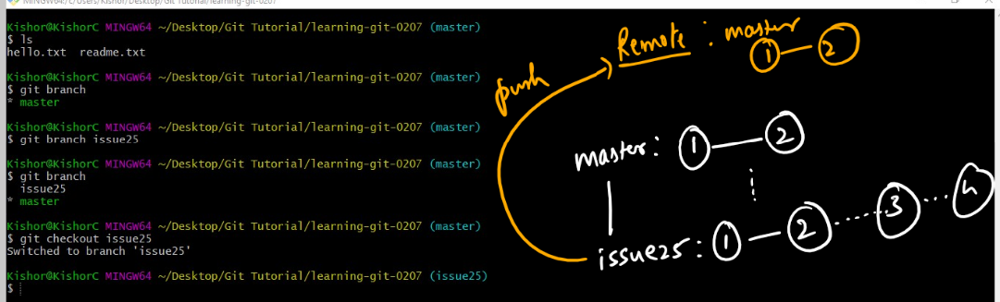 MINGW64:/c/Users/Kishor/Desktop/Git Tutorial/learning-git-0207
Kishor@KishorC MINGW64 ~/Desktop/Git Tutorial/learning-git-0207 (master)
$ ls
hello.txt  readme.txt
Kishor@KishorC MINGW64 ~/Desktop/Git Tutorial/learning-git-0207 (master)
$ git branch
* master
Kishor@KishorC MINGW64 ~/Desktop/Git Tutorial/learning-git-0207 (master)
$ git branch issue25
Kishor@KishorC MINGW64 ~/Desktop/Git Tutorial/learning-git-0207 (master)
$ git branch
issue25
* master
Kishor@KishorC MINGW64 ~/Desktop/Git Tutorial/learning-git-0207 (master)
$ git checkout issue25
Switched to branch 'issue25'
Kishor@KishorC MINGW64 ~/Desktop/Git Tutorial/learning-git-0207 (issue25)
$
Remote : master
1 2
push
master: 1 2
issue25: 1 2 3 4